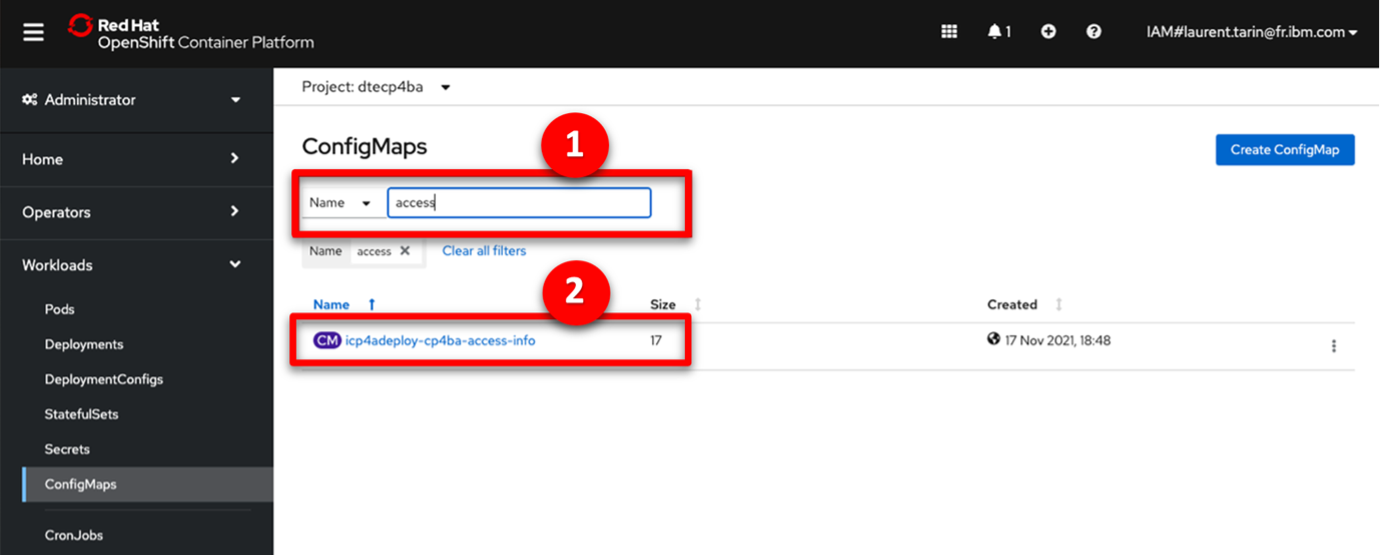 Red Hat
OpenShift Container Platform
1
IAM#laurent.tarin@fr.ibm.com
Administrator
Home
Operators
Workloads
Pods
Deployments
DeploymentConfigs
StatefulSets
Secrets
ConfigMaps
CronJobs
Project: dtecp4ba
ConfigMaps
Create ConfigMap
1
Name access
Name access Clear all filters
2
Name Size Created
CM icp4adeploy-cp4ba-access-info 17 17 Nov 2021, 18:48